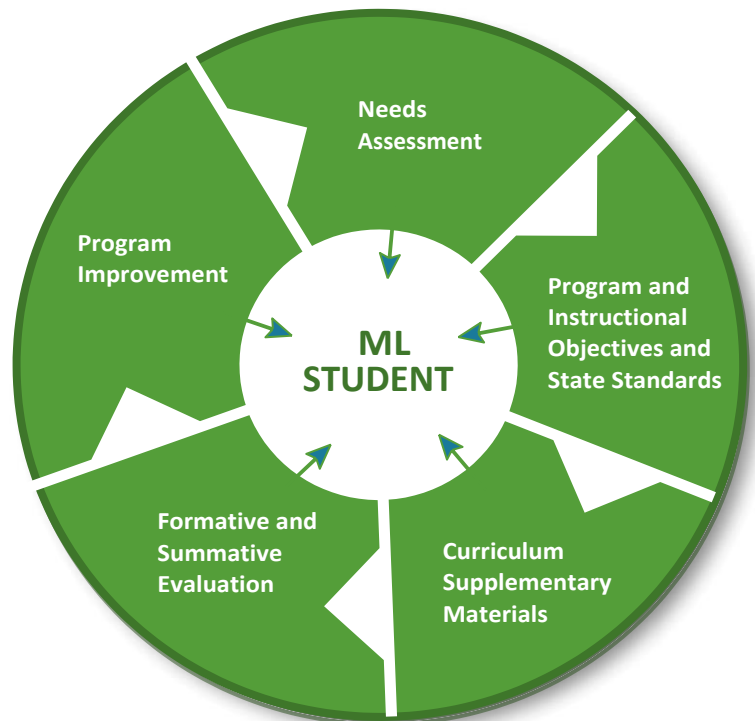 Needs
Assessment
Program and
Instructional
Objectives and
State Standards
Curriculum
Supplementary
Materials
Formative and
Summative
Evaluation
Program
Improvement
ML
STUDENT